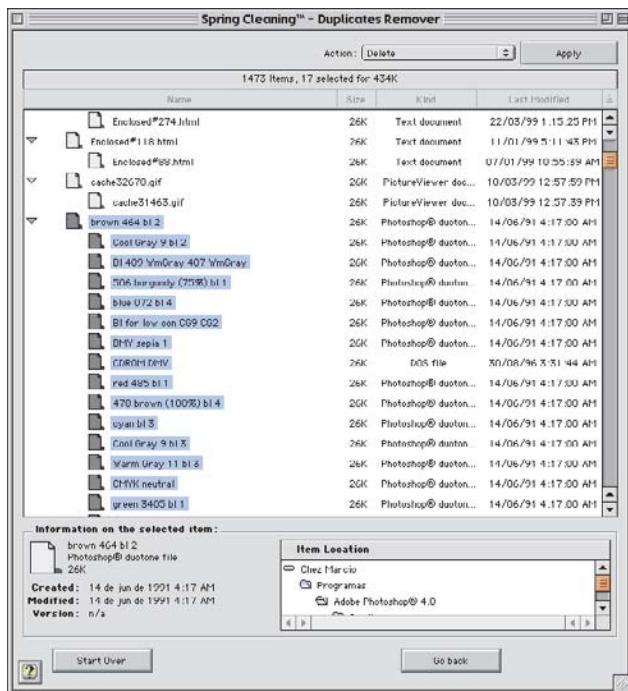 Spring Cleaning™ - Duplicates Remover
Action: Delete Apply
1473 Items, 17 selected for 434K
Name Size Kind Last Modified
Enclosed#274.html 26K Text document 22/03/99 1:15:25 PM
Enclosed#118.html 26K Text document 11/01/99 5:11:43 PM
Enclosed#89.html 26K Text document 07/01/99 10:55:39 AM
cache32670.gif 26K PictureViewer doc... 10/03/99 12:57:59 PM
cache31463.gif 26K PictureViewer doc... 10/03/99 12:57:39 PM
brown 464 bl 2 26K Photoshop® duoton... 14/06/91 4:17:00 AM
Cool Gray 9 bl 2 26K Photoshop® duoton... 14/06/91 4:17:00 AM
Bl 409 WmGray 407 WmGray 26K Photoshop® duoton... 14/06/91 4:17:00 AM
506 burgundy (75%) bl 1 26K Photoshop® duoton... 14/06/91 4:17:00 AM
blue 072 bl 4 26K Photoshop® duoton... 14/06/91 4:17:00 AM
Bl for low con CG9 CG2 26K Photoshop® duoton... 14/06/91 4:17:00 AM
BMY sepia 1 26K Photoshop® duoton... 14/06/91 4:17:00 AM
CDROM.DMY 26K DOS file 30/08/96 3:31:44 AM
red 485 bl 1 26K Photoshop® duoton... 14/06/91 4:17:00 AM
470 brown (100%) bl 4 26K Photoshop® duoton... 14/06/91 4:17:00 AM
cyan bl 3 26K Photoshop® duoton... 14/06/91 4:17:00 AM
Cool Gray 9 bl 3 26K Photoshop® duoton... 14/06/91 4:17:00 AM
Warm Gray 11 bl 3 26K Photoshop® duoton... 14/06/91 4:17:00 AM
CMYK neutral 26K Photoshop® duoton... 14/06/91 4:17:00 AM
green 3405 bl 1 26K Photoshop® duoton... 14/06/91 4:17:00 AM
Information on the selected item:
brown 464 bl 2
Photoshop® duotone file
26K
Created: 14 de jun de 1991 4:17 AM
Modified: 14 de jun de 1991 4:17 AM
Version: n/a
Item Location
Chez Marcio
Programas
Adobe Photoshop® 4.0
Start Over Go back